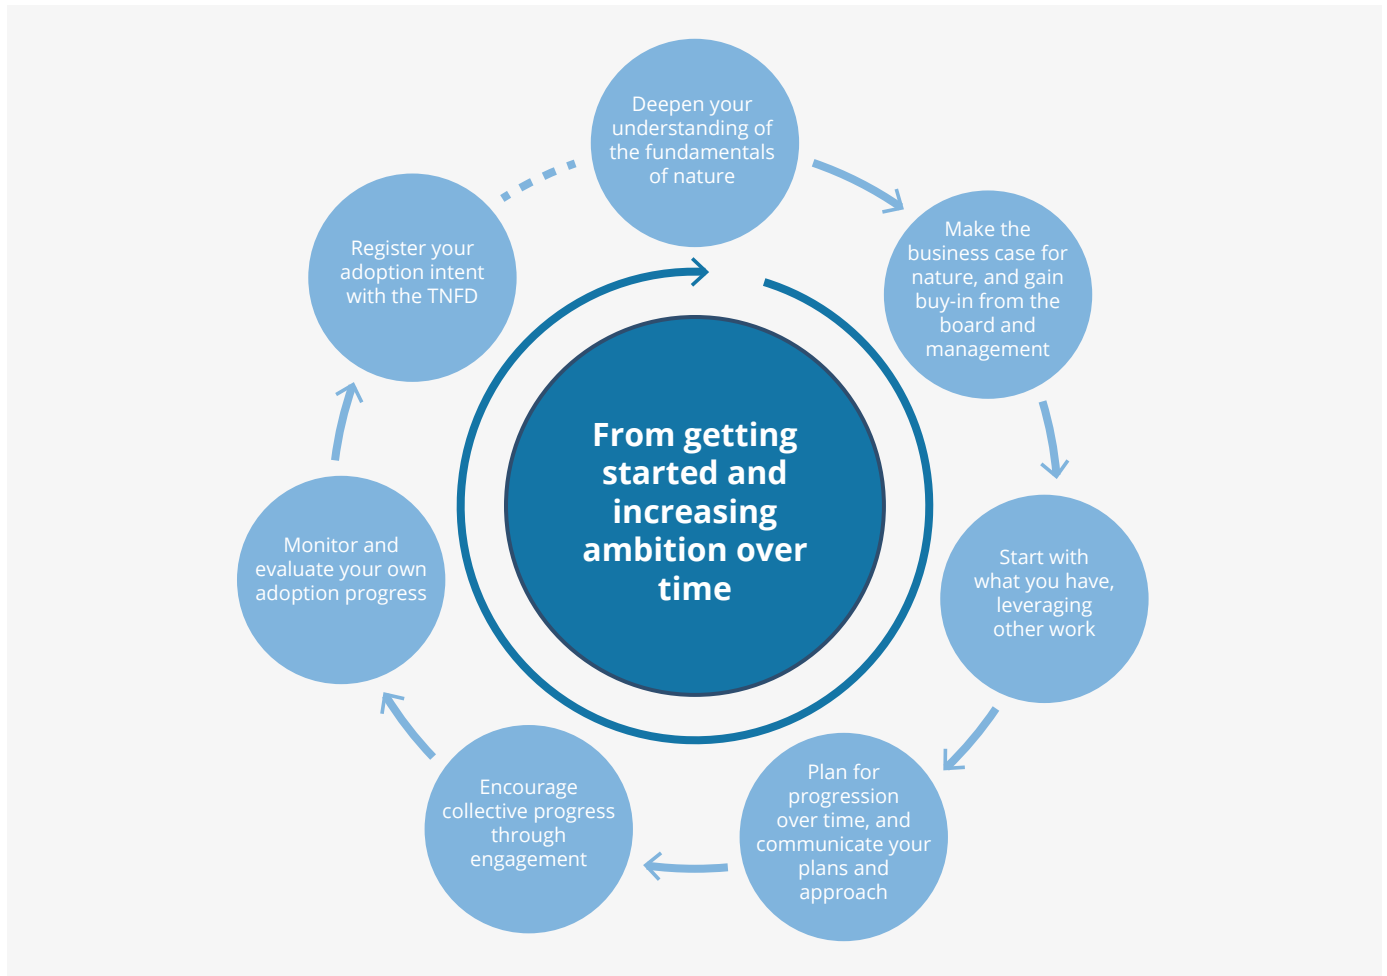 Deepen your
understanding of
the fundamentals
of nature
Make the
business case for
nature, and gain
buy-in from the
board and
management
Start with
what you have,
leveraging
other work
Plan for
progression
over time, and
communicate your
plans and
approach
Encourage
collective progress
through
engagement
Monitor and
evaluate your own
adoption progress
Register your
adoption intent
with the TNFD
From getting
started and
increasing
ambition over
time